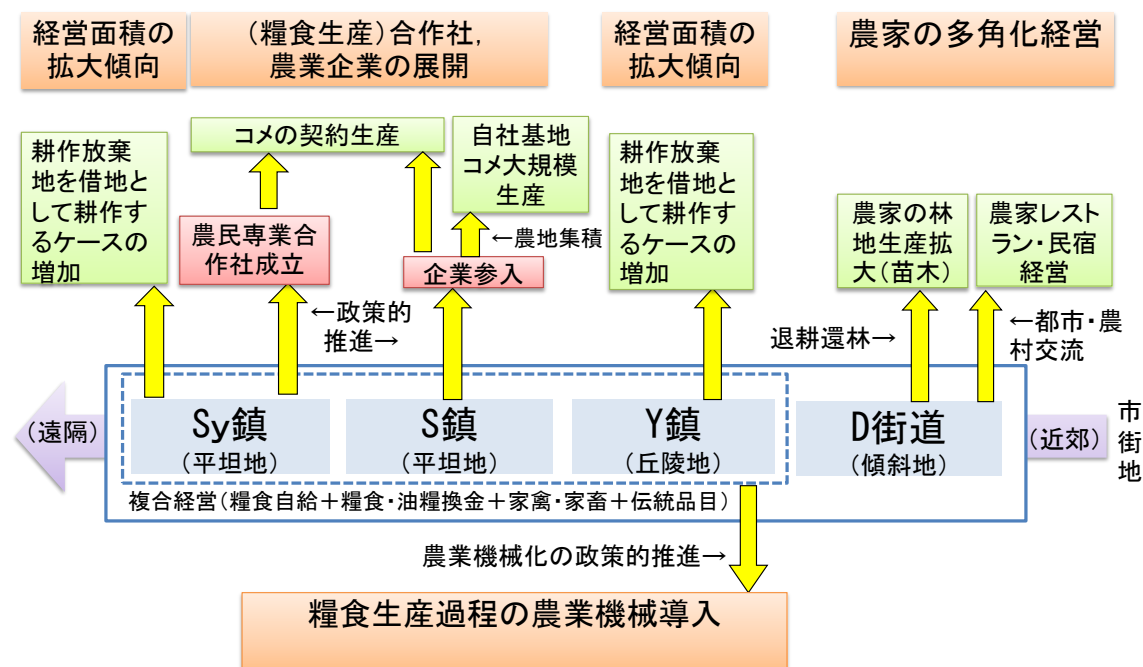 経営面積の
拡大傾向
(糧食生産)合作社,
農業企業の展開
経営面積の
拡大傾向
農家の多角化経営
耕作放棄
地を借地と
して耕作す
るケースの
増加
コメの契約生産
自社基地
コメ大規模
生産
耕作放棄
地を借地と
して耕作す
るケースの
増加
農家の林
地生産拡
大(苗木)
農家レスト
ラン・民宿
経営
農民専業合
作社成立
←農地集積
企業参入
←政策的
推進→
退耕還林→
←都市・農
村交流
(遠隔)
Sy鎮
(平坦地)
S鎮
(平坦地)
Y鎮
(丘陵地)
D街道
(傾斜地)
(近郊)
市
街
地
複合経営(糧食自給+糧食・油糧換金+家禽・家畜+伝統品目)
農業機械化の政策的推進→
糧食生産過程の農業機械導入